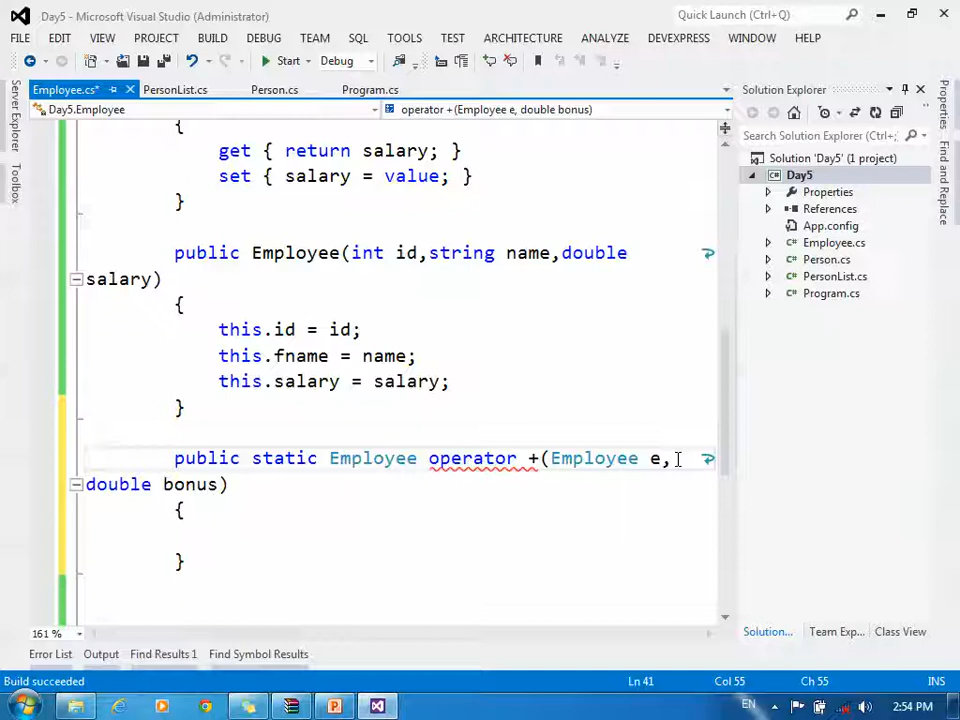 Day5 - Microsoft Visual Studio (Administrator)
Quick Launch (Ctrl+Q)
FILE EDIT VIEW PROJECT BUILD DEBUG TEAM SQL TOOLS TEST ARCHITECTURE ANALYZE DEVEXPRESS WINDOW HELP
Start Debug
Employee.cs* PersonList.cs Person.cs Program.cs
Day5.Employee operator +(Employee e, double bonus)
{
get { return salary; }
set { salary = value; }
}
public Employee(int id,string name,double
salary)
{
this.id = id;
this.fname = name;
this.salary = salary;
}
public static Employee operator +(Employee e,
double bonus)
{
}
161 %
Server Explorer
Toolbox
Solution Explorer
Search Solution Explorer (Ctrl+;
Solution 'Day5' (1 project)
Day5
Properties
References
App.config
Employee.cs
Person.cs
PersonList.cs
Program.cs
Solution... Team Exp... Class View
Properties
Find and Replace
Error List Output Find Results 1 Find Symbol Results
Build succeeded Ln 41 Col 55 Ch 55 INS
EN 2:54 PM